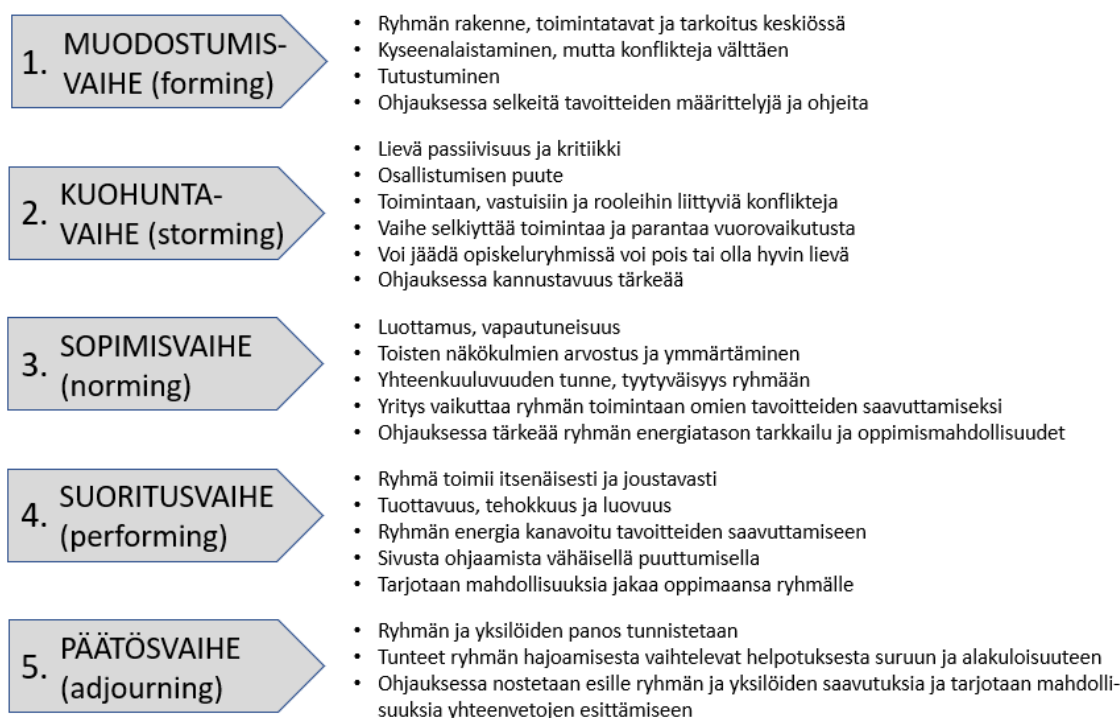 1. MUODOSTUMIS-
VAIHE (forming)
• Ryhmän rakenne, toimintatavat ja tarkoitus keskiössä
• Kyseenalaistaminen, mutta konflikteja välttäen
• Tutustuminen
• Ohjauksessa selkeitä tavoitteiden määrittelyjä ja ohjeita
2. KUOHUNTA-
VAIHE (storming)
• Lievä passiivisuus ja kritiikki
• Osallistumisen puute
• Toimintaan, vastuisiin ja rooleihin liittyviä konflikteja
• Vaihe selkiyttää toimintaa ja parantaa vuorovaikutusta
• Voi jäädä opiskeluryhmissä voi pois tai olla hyvin lievä
• Ohjauksessa kannustavuus tärkeää
3. SOPIMISVAIHE
(norming)
• Luottamus, vapautuneisuus
• Toisten näkökulmien arvostus ja ymmärtäminen
• Yhteenkuuluvuuden tunne, tyytyväisyys ryhmään
• Yritys vaikuttaa ryhmän toimintaan omien tavoitteiden saavuttamiseksi
• Ohjauksessa tärkeää ryhmän energiatason tarkkailu ja oppimismahdollisuudet
4. SUORITUSVAIHE
(performing)
• Ryhmä toimii itsenäisesti ja joustavasti
• Tuottavuus, tehokkuus ja luovuus
• Ryhmän energia kanavoitu tavoitteiden saavuttamiseen
• Sivusta ohjaamista vähäisellä puuttumisella
• Tarjotaan mahdollisuuksia jakaa oppimaansa ryhmälle
5. PÄÄTÖSVAIHE
(adjourning)
• Ryhmän ja yksilöiden panos tunnistetaan
• Tunteet ryhmän hajoamisesta vaihtelevat helpotuksesta suruun ja alakuloisuuteen
• Ohjauksessa nostetaan esille ryhmän ja yksilöiden saavutuksia ja tarjotaan mahdolli-
suuksia yhteenvetojen esittämiseen